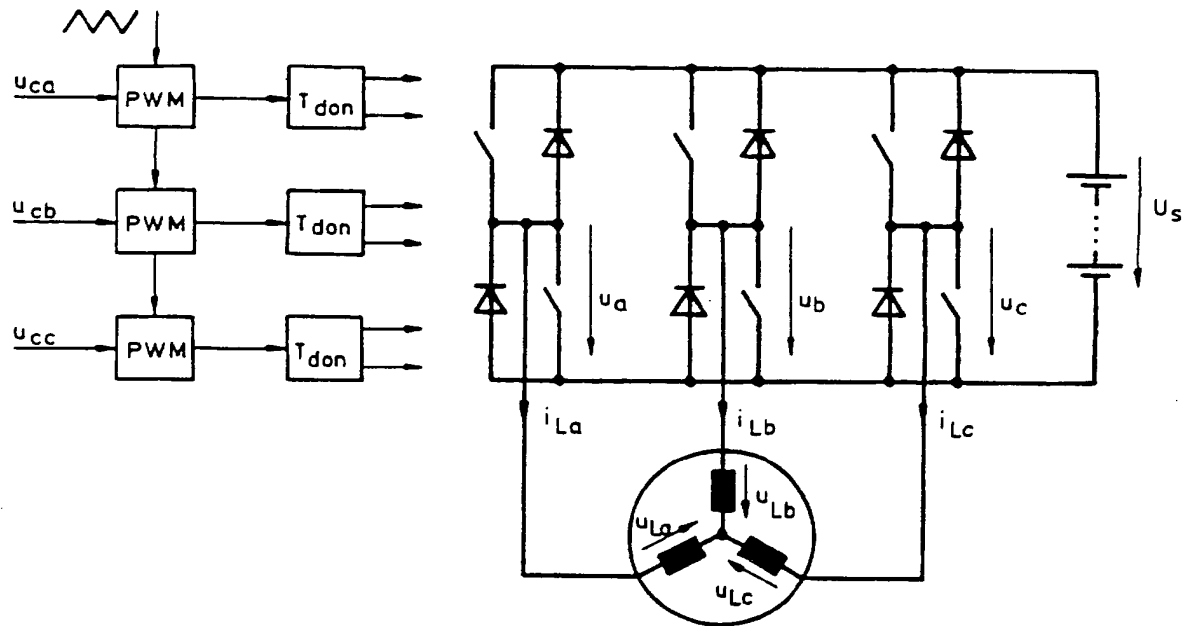 u_ca
PWM
T_don
u_cb
PWM
T_don
u_cc
PWM
T_don
u_a
u_b
u_c
U_s
i_La
i_Lb
i_Lc
u_La
u_Lb
u_Lc